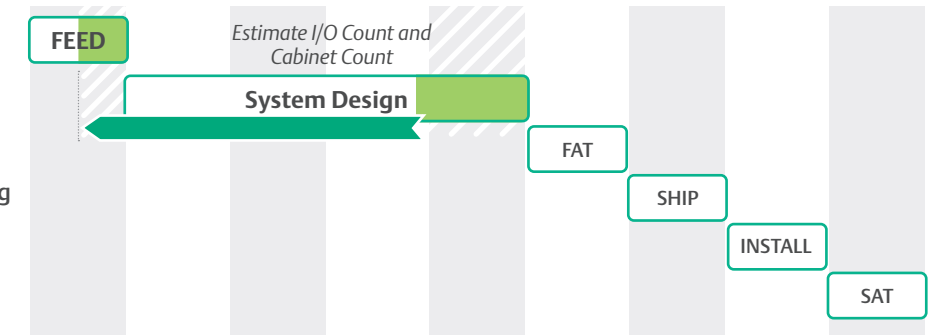 FEED
Estimate I/O Count and
Cabinet Count
System Design
FAT
g
SHIP
INSTALL
SAT